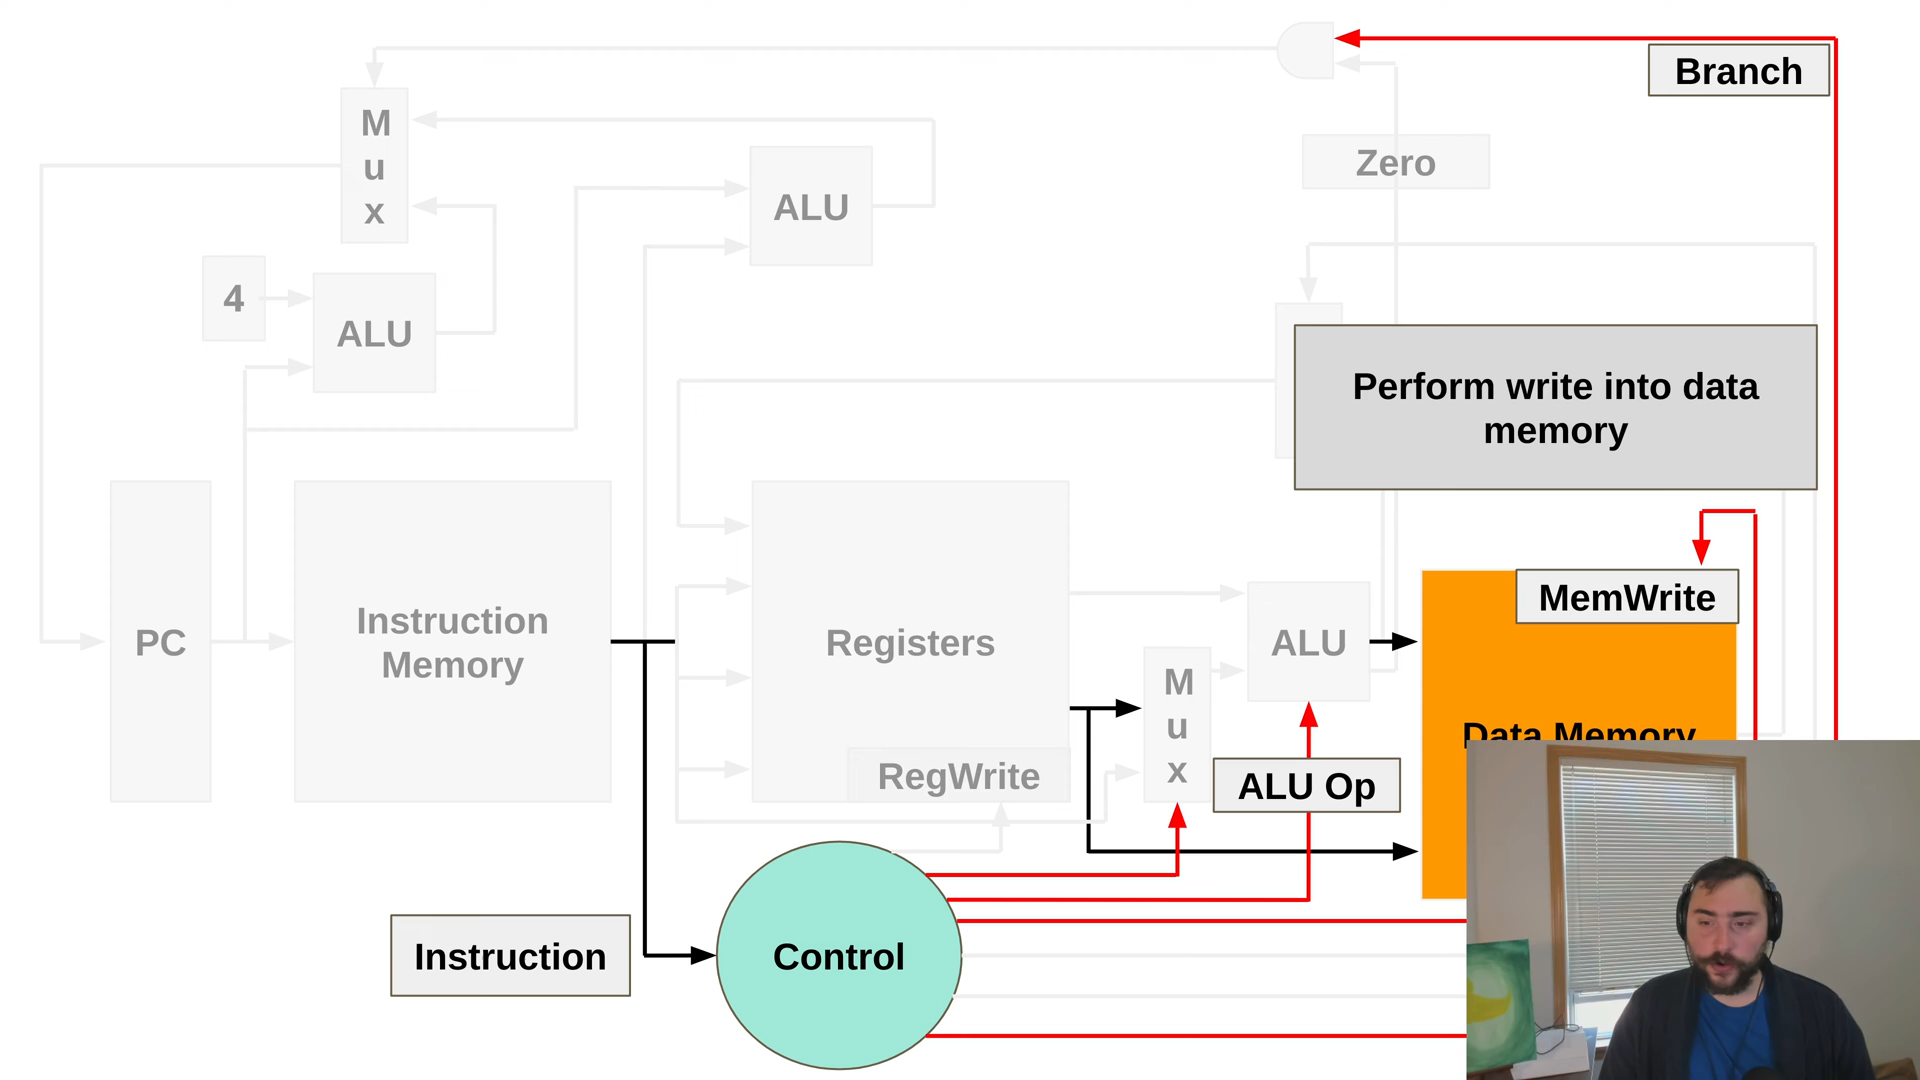 Branch
M
u
x
Zero
ALU
4
ALU
Perform write into data
memory
MemWrite
PC
Instruction
Memory
Registers
ALU
M
u
x
Data Memory
RegWrite
ALU Op
Instruction
Control